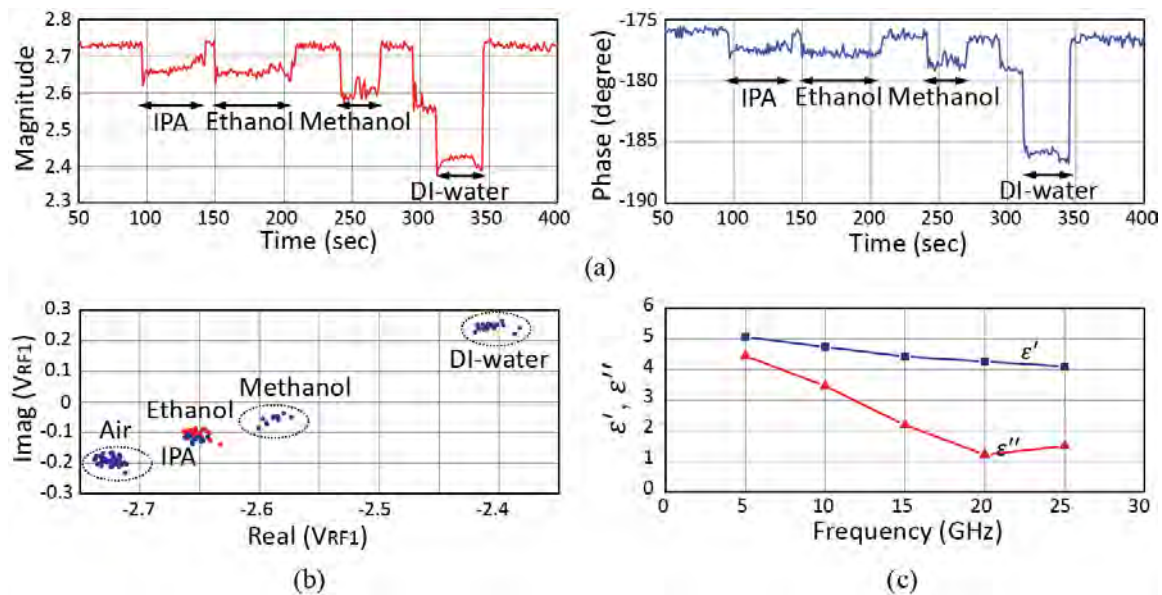 2.8
2.7
2.6
2.5
2.4
2.3
Magnitude
IPA
Ethanol
Methanol
DI-water
50 100 150 200 250 300 350 400
Time (sec)
-175
-180
-185
-190
Phase (degree)
IPA
Ethanol
Methanol
DI-water
50 100 150 200 250 300 350 400
Time (sec)
(a)
0.3
0.2
0.1
0
-0.1
-0.2
-0.3
Imag (VRF1)
DI-water
Methanol
Ethanol
Air
IPA
-2.7 -2.6 -2.5 -2.4
Real (VRF1)
(b)
6
5
4
3
2
1
0
ε′, ε″
ε′
ε″
0 5 10 15 20 25 30
Frequency (GHz)
(c)